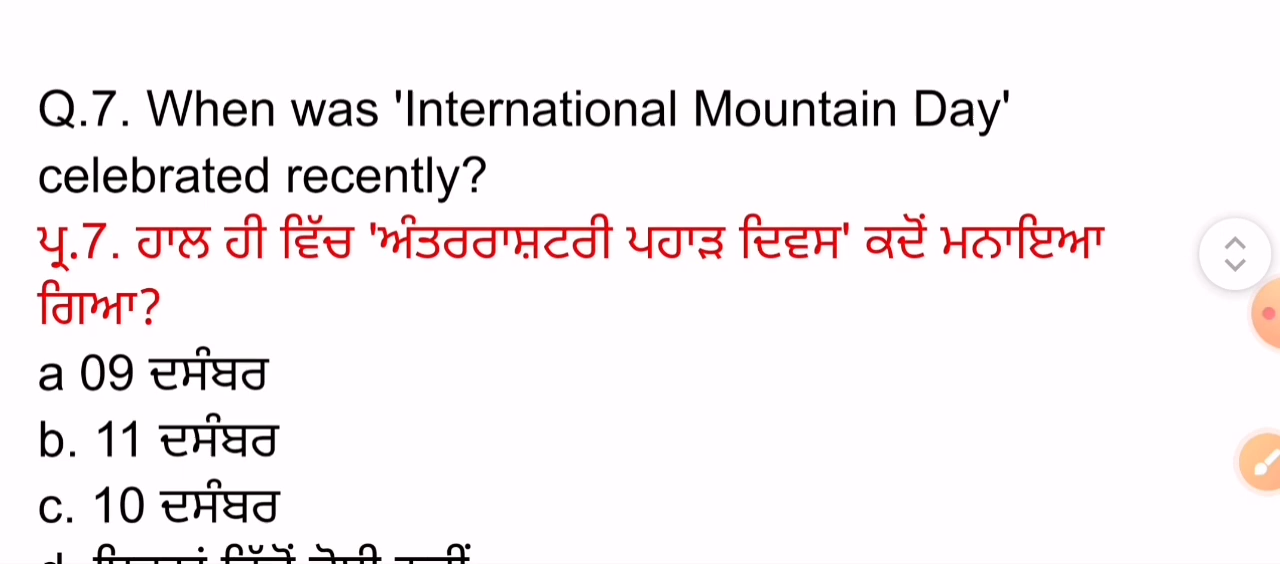 Q.7. When was 'International Mountain Day'
celebrated recently?
ਪ੍ਰ.7. ਹਾਲ ਹੀ ਵਿੱਚ 'ਅੰਤਰਰਾਸ਼ਟਰੀ ਪਹਾੜ ਦਿਵਸ' ਕਦੋਂ ਮਨਾਇਆ
ਗਿਆ?
a 09 ਦਸੰਬਰ
b. 11 ਦਸੰਬਰ
c. 10 ਦਸੰਬਰ